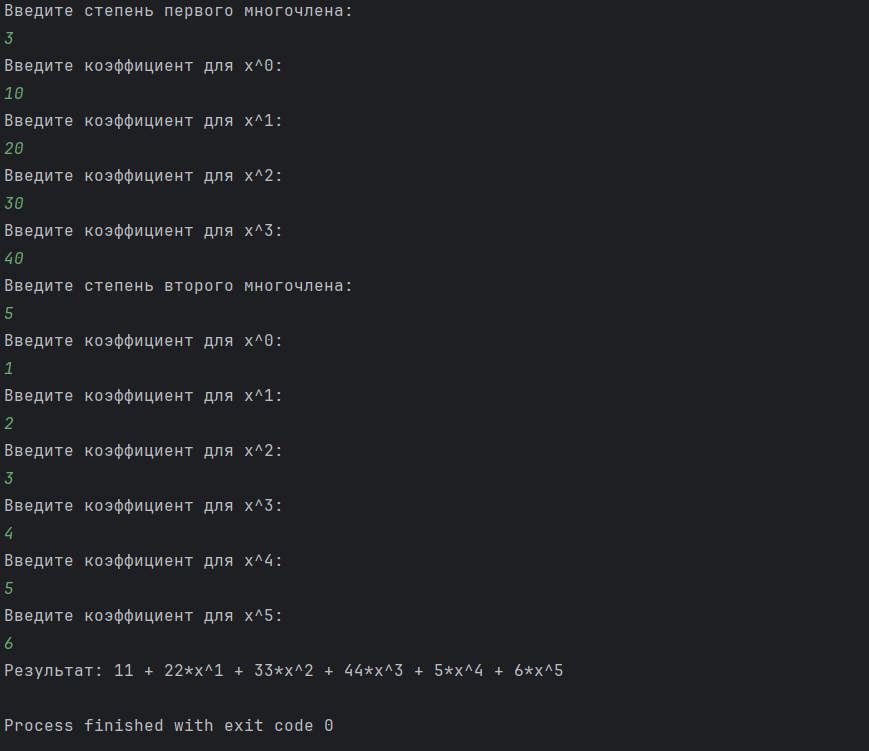 Введите степень первого многочлена:
3
Введите коэффициент для x^0:
10
Введите коэффициент для x^1:
20
Введите коэффициент для x^2:
30
Введите коэффициент для x^3:
40
Введите степень второго многочлена:
5
Введите коэффициент для x^0:
1
Введите коэффициент для x^1:
2
Введите коэффициент для x^2:
3
Введите коэффициент для x^3:
4
Введите коэффициент для x^4:
5
Введите коэффициент для x^5:
6
Результат: 11 + 22*x^1 + 33*x^2 + 44*x^3 + 5*x^4 + 6*x^5
Process finished with exit code 0